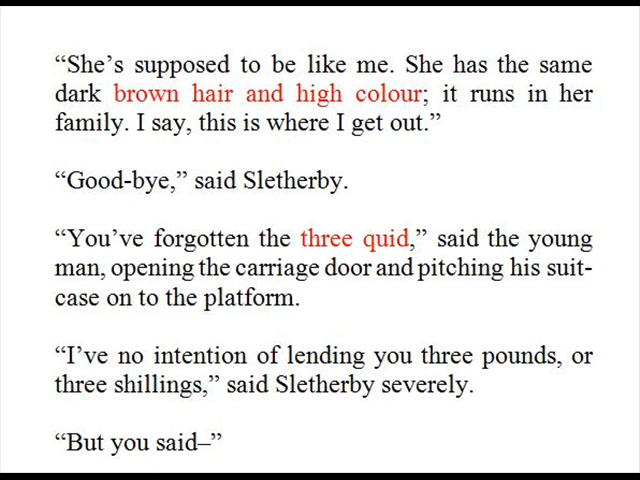 “She’s supposed to be like me. She has the same
dark brown hair and high colour; it runs in her
family. I say, this is where I get out.”
“Good-bye,” said Sletherby.
“You’ve forgotten the three quid,” said the young
man, opening the carriage door and pitching his suit-
case on to the platform.
“I’ve no intention of lending you three pounds, or
three shillings,” said Sletherby severely.
“But you said–”